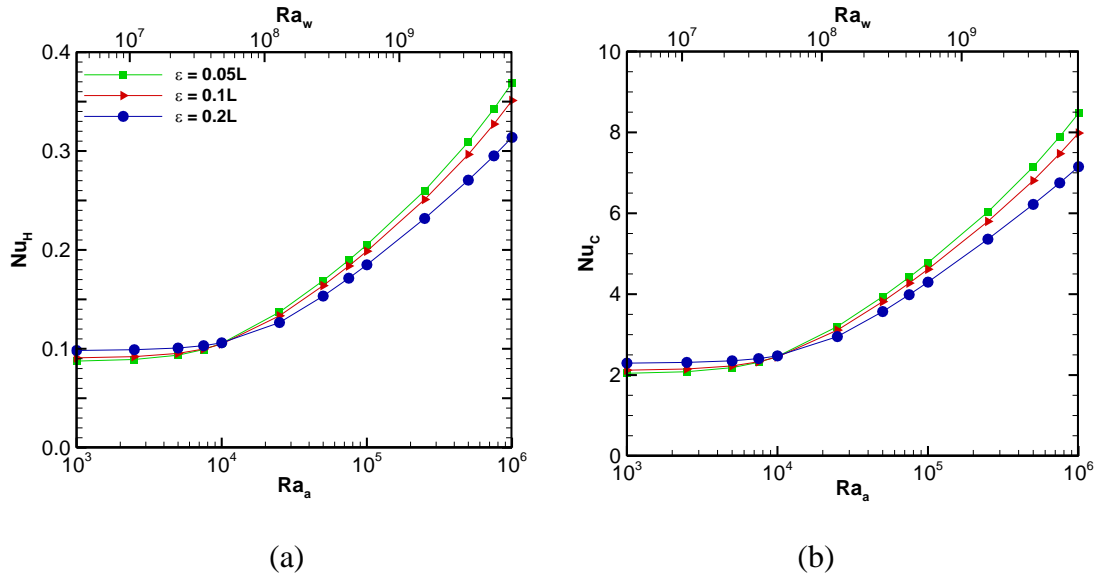 Ra_w
10^7 10^8 10^9
0.4
0.3
0.2
0.1
0.0
Nu_H
ε = 0.05L
ε = 0.1L
ε = 0.2L
10^3 10^4 10^5 10^6
Ra_a
(a)
Ra_w
10^7 10^8 10^9
10
8
6
4
2
0
Nu_C
10^3 10^4 10^5 10^6
Ra_a
(b)